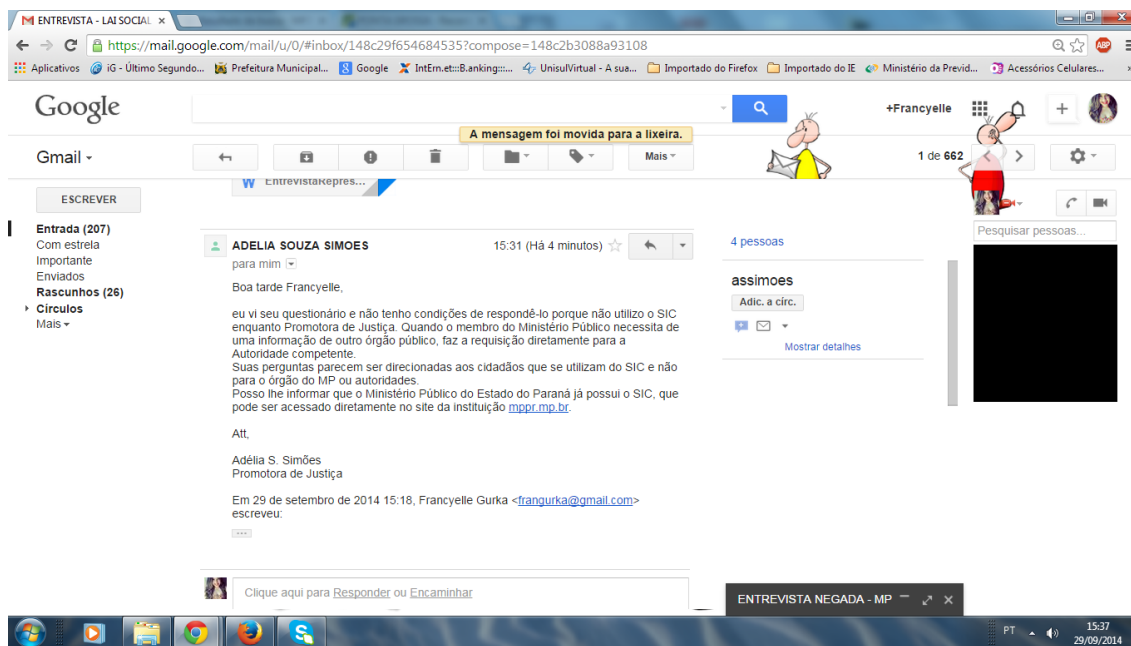 ENTREVISTA - LAI SOCIAL
https://mail.google.com/mail/u/0/#inbox/148c29f654684535?compose=148c2b3088a93108
ABP
Aplicativos iG - Último Segundo... Prefeitura Municipal... Google IntErn.et:::B.anking:::... UnisulVirtual - A sua... Importado do Firefox Importado do IE Ministério da Previd... Acessórios Celulares...
Google
+Francyelle
A mensagem foi movida para a lixeira.
Gmail
Mais
1 de 662
ESCREVER
W EntrevistaRepres...
Entrada (207)
Com estrela
Importante
Enviados
Rascunhos (26)
Círculos
Mais
ADELIA SOUZA SIMOES 15:31 (Há 4 minutos)
para mim
Boa tarde Francyelle,
eu vi seu questionário e não tenho condições de respondê-lo porque não utilizo o SIC
enquanto Promotora de Justiça. Quando o membro do Ministério Público necessita de
uma informação de outro órgão público, faz a requisição diretamente para a
Autoridade competente.
Suas perguntas parecem ser direcionadas aos cidadãos que se utilizam do SIC e não
para o órgão do MP ou autoridades.
Posso lhe informar que o Ministério Público do Estado do Paraná já possui o SIC, que
pode ser acessado diretamente no site da instituição mppr.mp.br.
Att,
Adélia S. Simões
Promotora de Justiça
Em 29 de setembro de 2014 15:18, Francyelle Gurka <frangurka@gmail.com>
escreveu:
Clique aqui para Responder ou Encaminhar
4 pessoas
assimoes
Adic. a círc.
Mostrar detalhes
Pesquisar pessoas...
ENTREVISTA NEGADA - MP
PT
15:37
29/09/2014